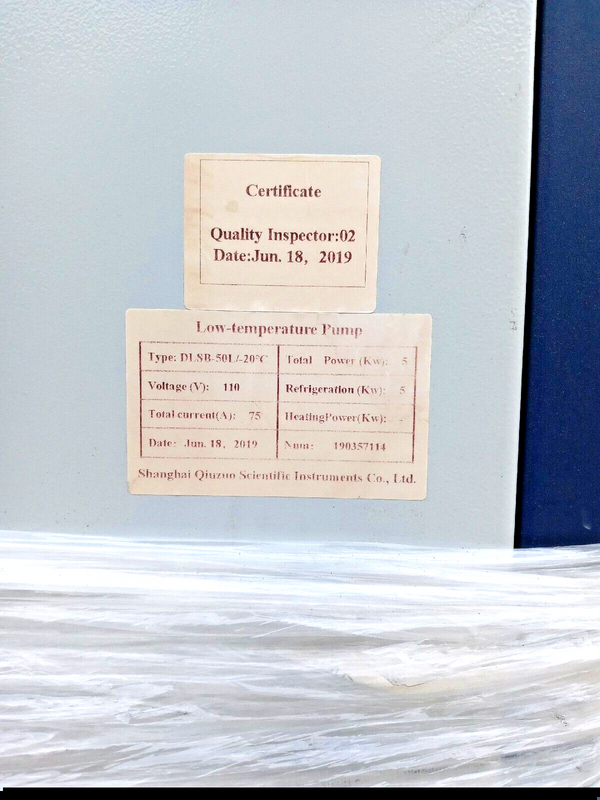 Certificate
Quality Inspector:02
Date:Jun. 18, 2019
Low-temperature Pump
Type: DLSB-50L/-20°C
Total Power (Kw): 5
Voltage (V): 110
Refrigeration (Kw): 5
Total current(A): 75
HeatingPower(Kw): -
Date: Jun. 18, 2019
Num: 190357114
Shanghai Qiuzuo Scientific Instruments Co., Ltd.